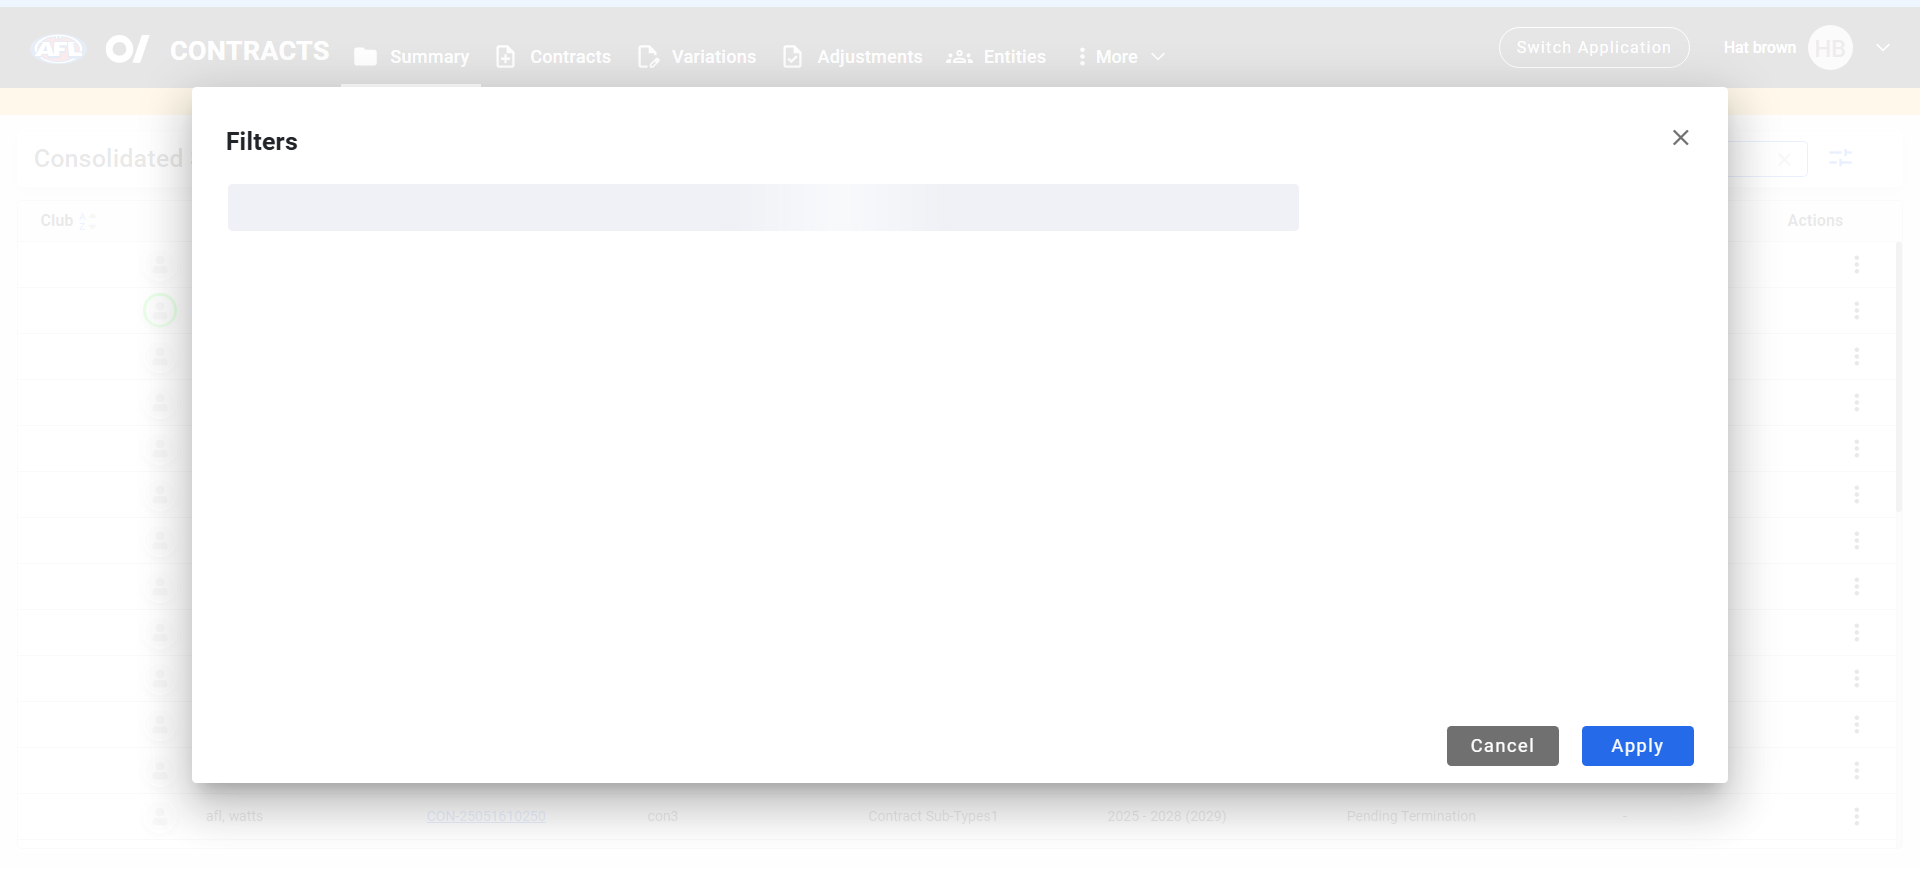 AFL CONTRACTS Summary Contracts Variations Adjustments Entities More Switch Application Hat brown HB
Filters
Consolidated
Club Actions
Cancel Apply
afl, watts CON-25051610250 con3 Contract Sub-Types1 2025 - 2028 (2029) Pending Termination -